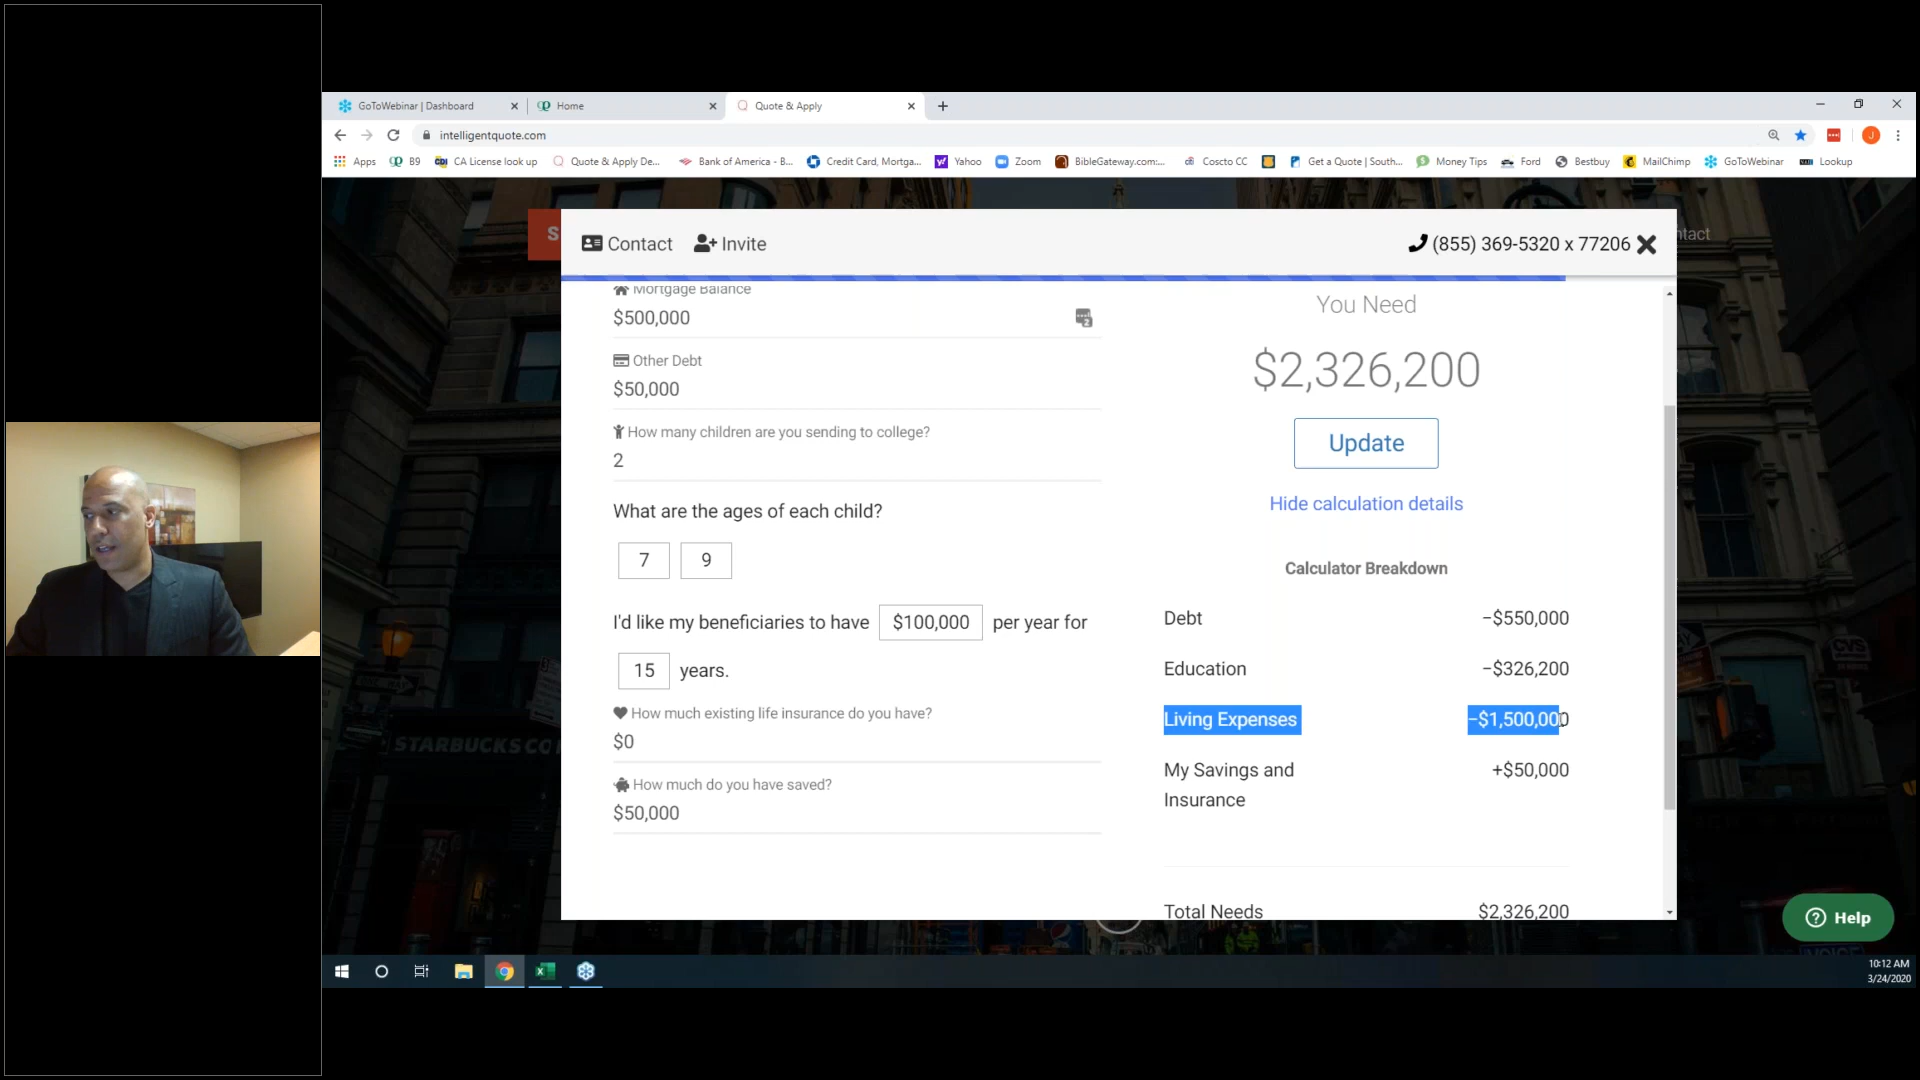 GoToWebinar | Dashboard
Home
Quote & Apply
intelligentquote.com
Apps
B9
CA License look up
Quote & Apply De...
Bank of America - B...
Credit Card, Mortga...
Yahoo
Zoom
BibleGateway.com:...
Coscto CC
Get a Quote | South...
Money Tips
Ford
Bestbuy
MailChimp
GoToWebinar
Lookup
S
Contact
Invite
(855) 369-5320 x 77206
ntact
Mortgage Balance
$500,000
Other Debt
$50,000
How many children are you sending to college?
2
What are the ages of each child?
7 9
I'd like my beneficiaries to have $100,000 per year for
15 years.
How much existing life insurance do you have?
$0
How much do you have saved?
$50,000
You Need
$2,326,200
Update
Hide calculation details
Calculator Breakdown
Debt −$550,000
Education −$326,200
Living Expenses −$1,500,000
My Savings and +$50,000
Insurance
Total Needs $2,326,200
STARBUCKS CO
CVS
Help
10:12 AM
3/24/2020